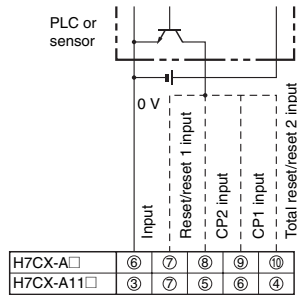 PLC or
sensor
0 V
Input
Reset/reset 1 input
CP2 input
CP1 input
Total reset/reset 2 input
H7CX-A□ ⑥ ⑦ ⑧ ⑨ ⑩
H7CX-A11□ ③ ⑦ ⑤ ⑥ ④